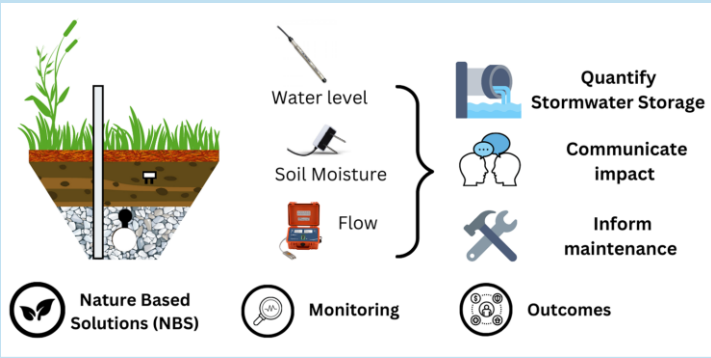 Water level
Soil Moisture
Flow
Quantify
Stormwater Storage
Communicate
impact
Inform
maintenance
Nature Based
Solutions (NBS)
Monitoring
Outcomes